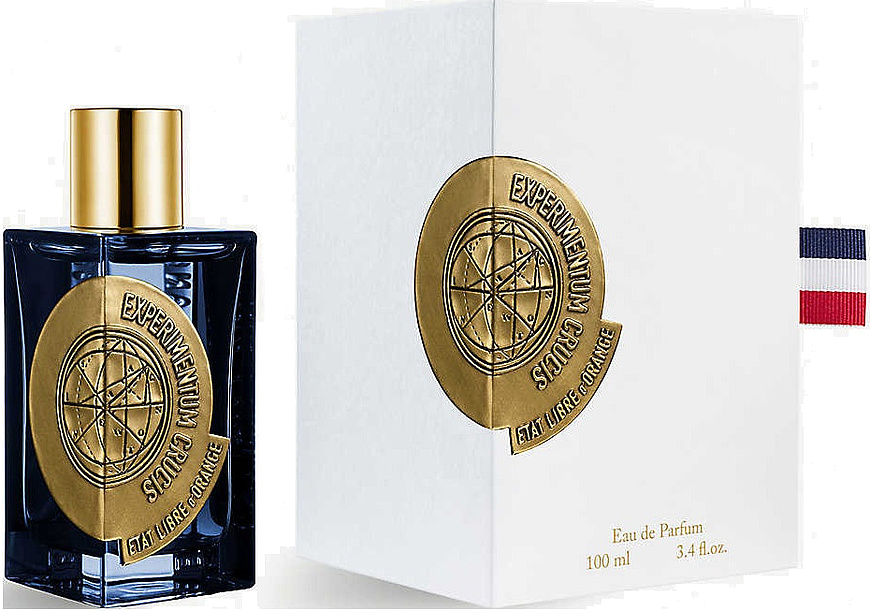 EXPERIMENTUM CRUCIS
ETAT LIBRE d'ORANGE
EXPERIMENTUM CRUCIS
ETAT LIBRE d'ORANGE
Eau de Parfum
100 ml 3.4 fl.oz.